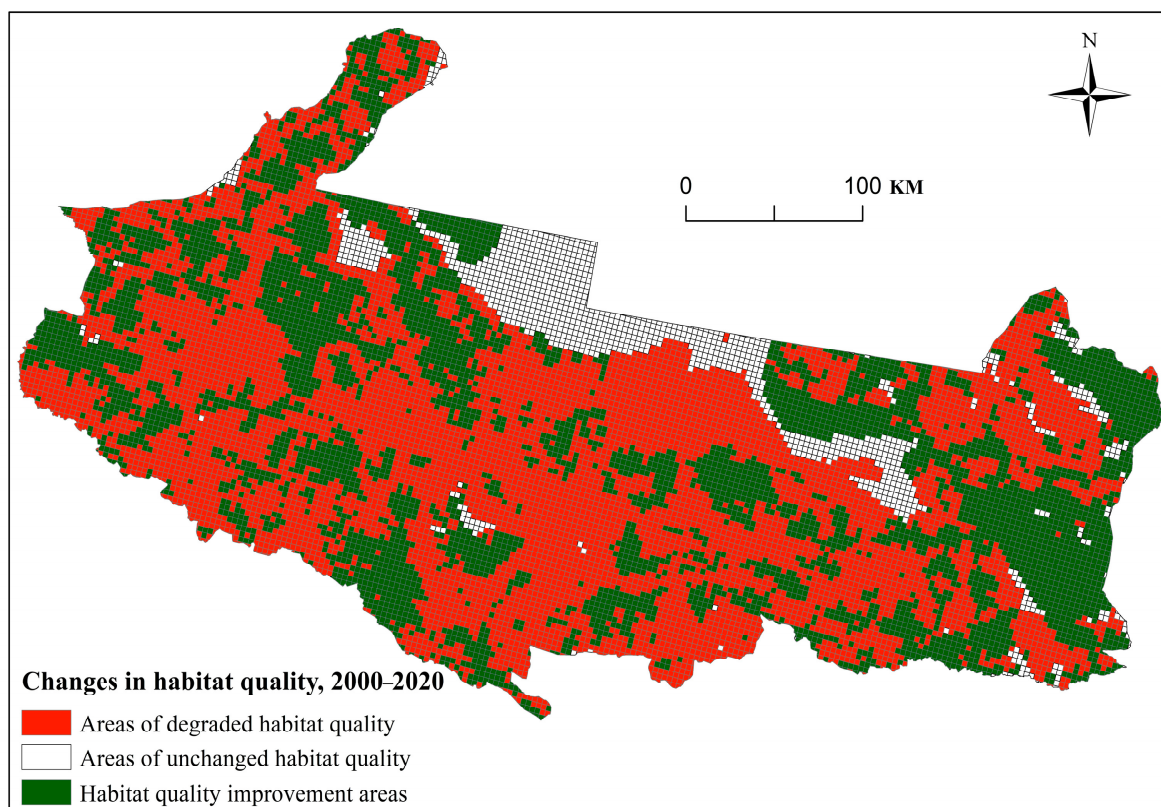 N
0 100 KM
Changes in habitat quality, 2000–2020
Areas of degraded habitat quality
Areas of unchanged habitat quality
Habitat quality improvement areas